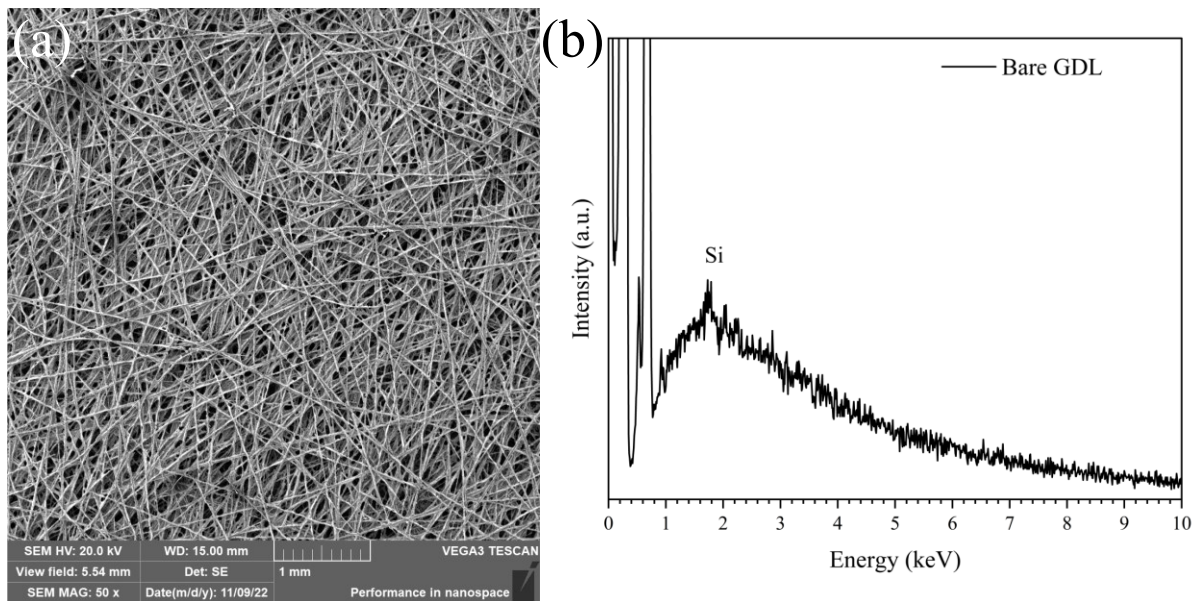 (a)
SEM HV: 20.0 kV
WD: 15.00 mm
VEGA3 TESCAN
View field: 5.54 mm
Det: SE
1 mm
SEM MAG: 50 x
Date(m/d/y): 11/09/22
Performance in nanospace
(b)
Bare GDL
Si
Intensity (a.u.)
0 1 2 3 4 5 6 7 8 9 10
Energy (keV)